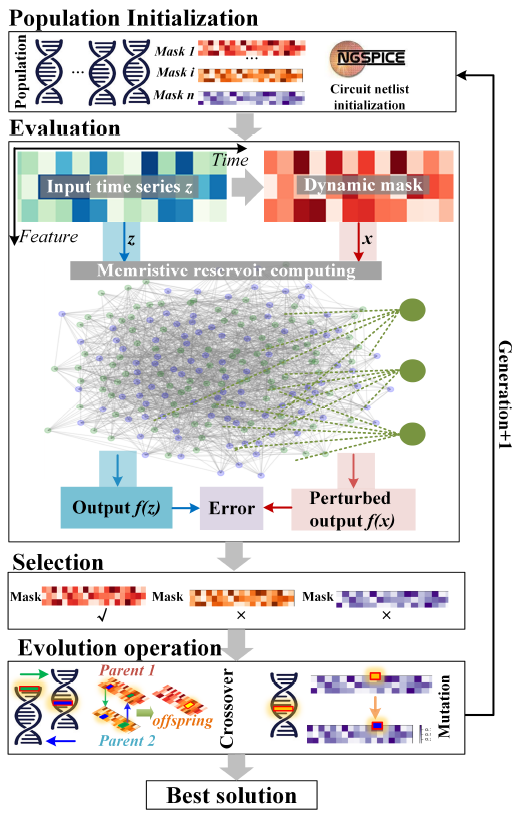 Population Initialization
Population
...
Mask 1
...
Mask i
Mask n
NGSPICE
Circuit netlist
initialization
Evaluation
Time
Input time series z
Dynamic mask
Feature
z
x
Memristive reservoir computing
Output f(z)
Error
Perturbed
output f(x)
Generation+1
Selection
Mask
√
Mask
×
Mask
×
Evolution operation
Parent 1
offspring
Parent 2
Crossover
Mutation
Best solution